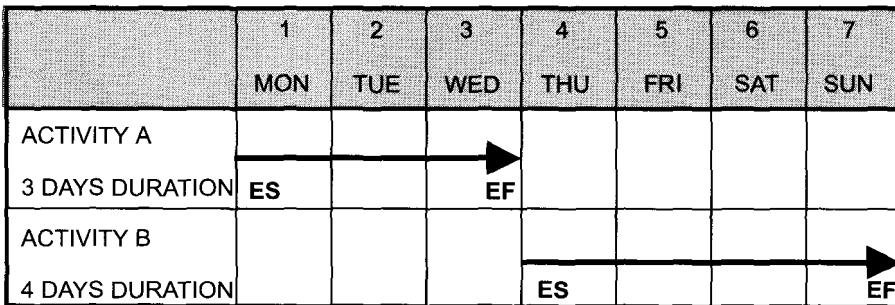 1 2 3 4 5 6 7
MON TUE WED THU FRI SAT SUN
ACTIVITY A
3 DAYS DURATION ES EF
ACTIVITY B
4 DAYS DURATION ES EF